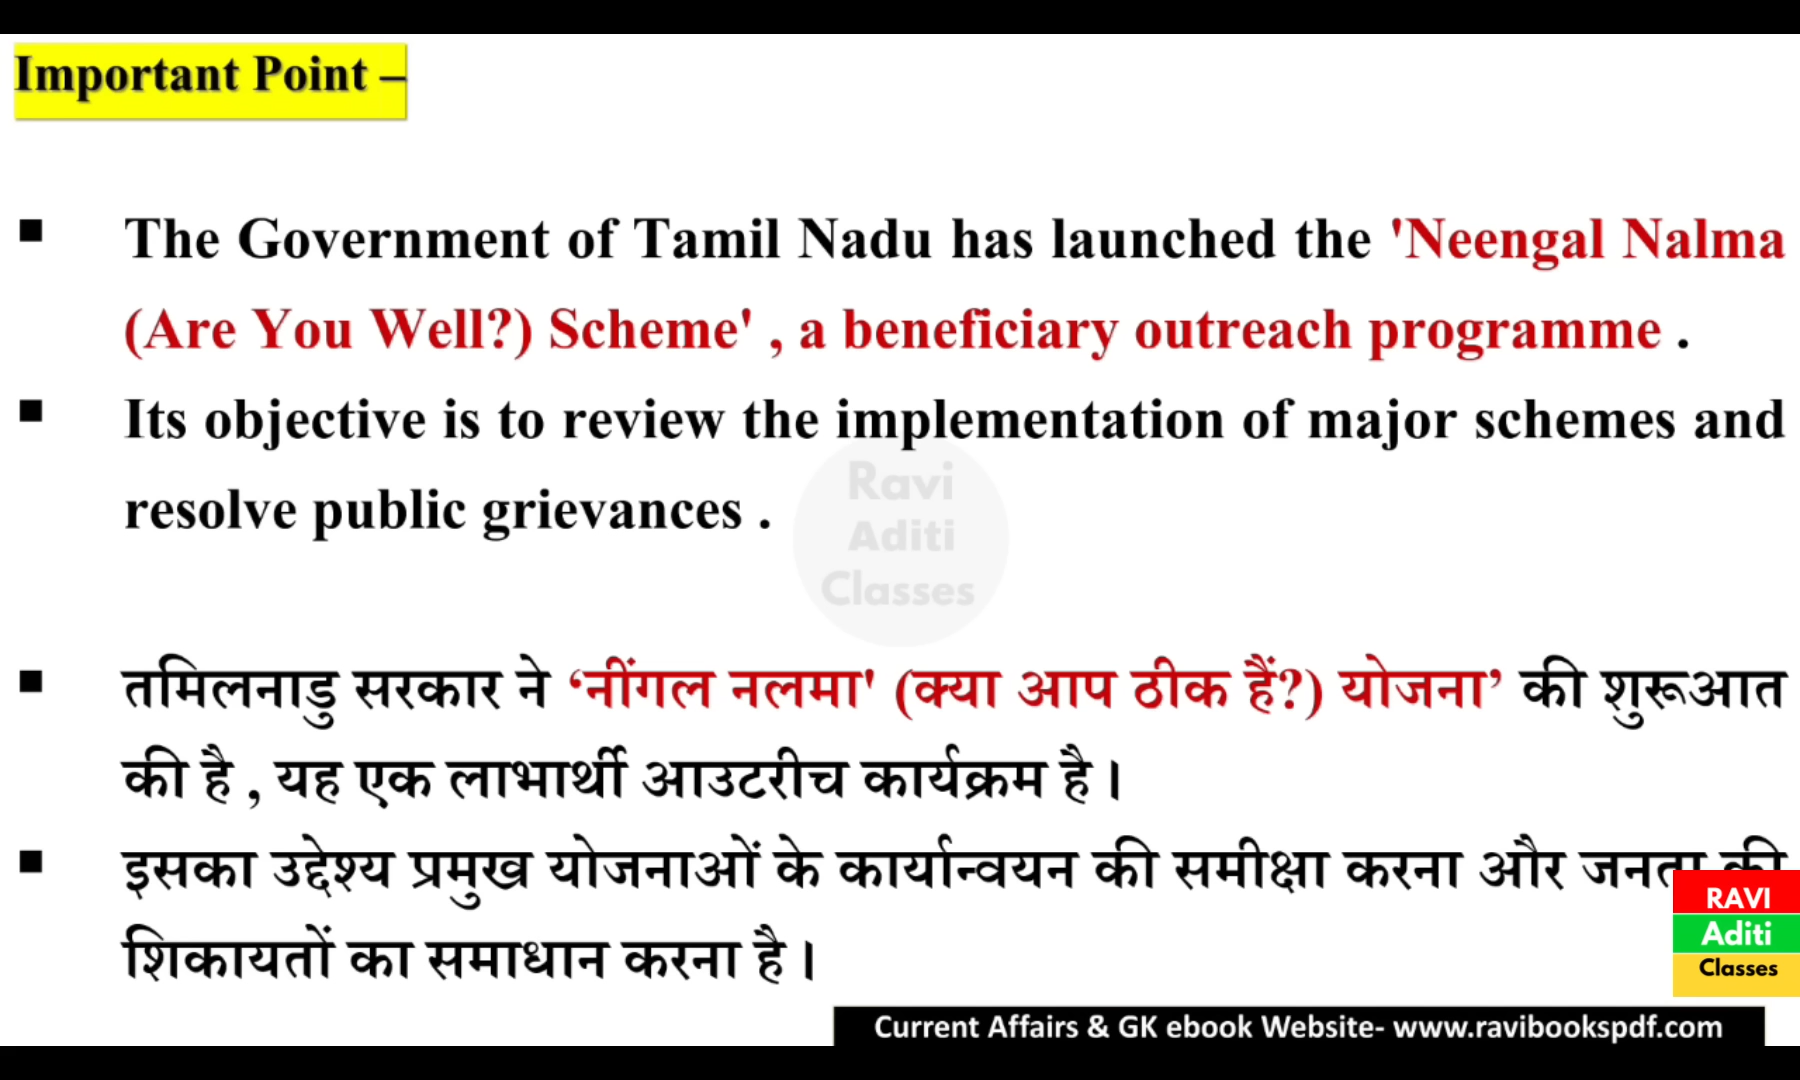 Important Point –
▪ The Government of Tamil Nadu has launched the 'Neengal Nalma
(Are You Well?) Scheme' , a beneficiary outreach programme .
▪ Its objective is to review the implementation of major schemes and
resolve public grievances .
Ravi
Aditi
Classes
▪ तमिलनाडु सरकार ने ‘नींगल नलमा' (क्या आप ठीक हैं?) योजना’ की शुरूआत
की है , यह एक लाभार्थी आउटरीच कार्यक्रम है।
▪ इसका उद्देश्य प्रमुख योजनाओं के कार्यान्वयन की समीक्षा करना और जनता की
शिकायतों का समाधान करना है।
RAVI
Aditi
Classes
Current Affairs & GK ebook Website- www.ravibookspdf.com